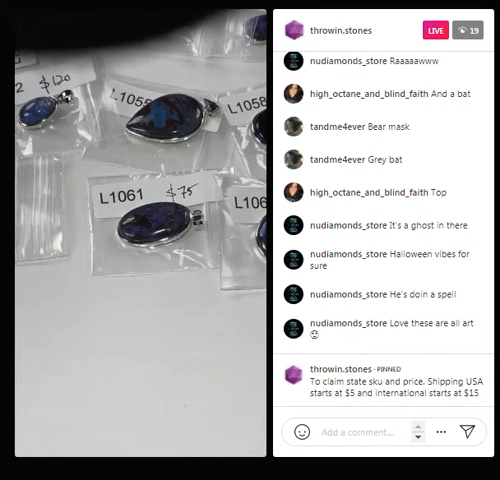 2 $120
L1055
L1058
L1061 $75
L106
throwin.stones LIVE 19
nudiamonds_store Raaaaawww
high_octane_and_blind_faith And a bat
tandme4ever Bear mask
tandme4ever Grey bat
high_octane_and_blind_faith Top
nudiamonds_store It's a ghost in there
nudiamonds_store Halloween vibes for
sure
nudiamonds_store He's doin a spell
nudiamonds_store Love these are all art
throwin.stones · PINNED
To claim state sku and price. Shipping USA
starts at $5 and international starts at $15
Add a comment...